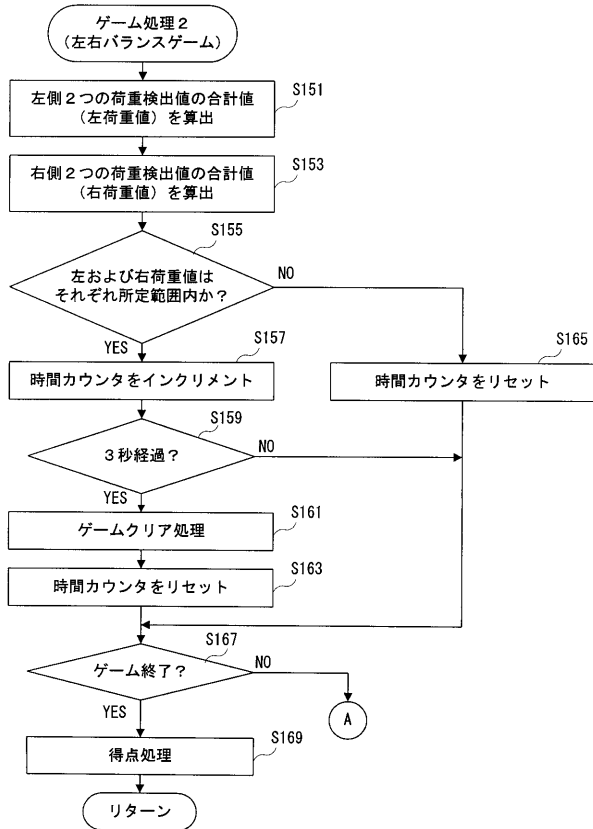 ゲーム処理2
(左右バランスゲーム)
S151
左側2つの荷重検出値の合計値
(左荷重値)を算出
S153
右側2つの荷重検出値の合計値
(右荷重値)を算出
S155
左および右荷重値は
それぞれ所定範囲内か?
NO
YES
S157
時間カウンタをインクリメント
S165
時間カウンタをリセット
S159
3秒経過?
NO
YES
S161
ゲームクリア処理
S163
時間カウンタをリセット
S167
ゲーム終了?
NO
YES
A
S169
得点処理
リターン